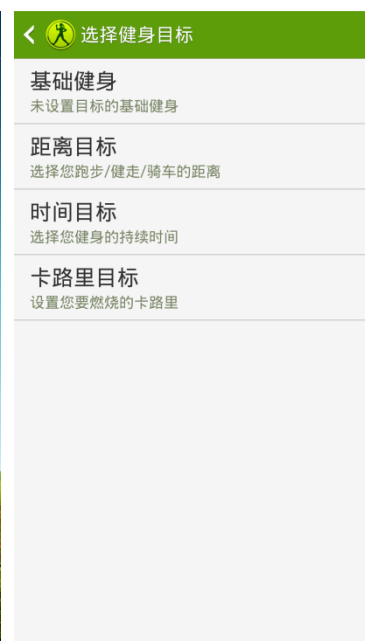 选择健身目标
基础健身
未设置目标的基础健身
距离目标
选择您跑步/健走/骑车的距离
时间目标
选择您健身的持续时间
卡路里目标
设置您要燃烧的卡路里